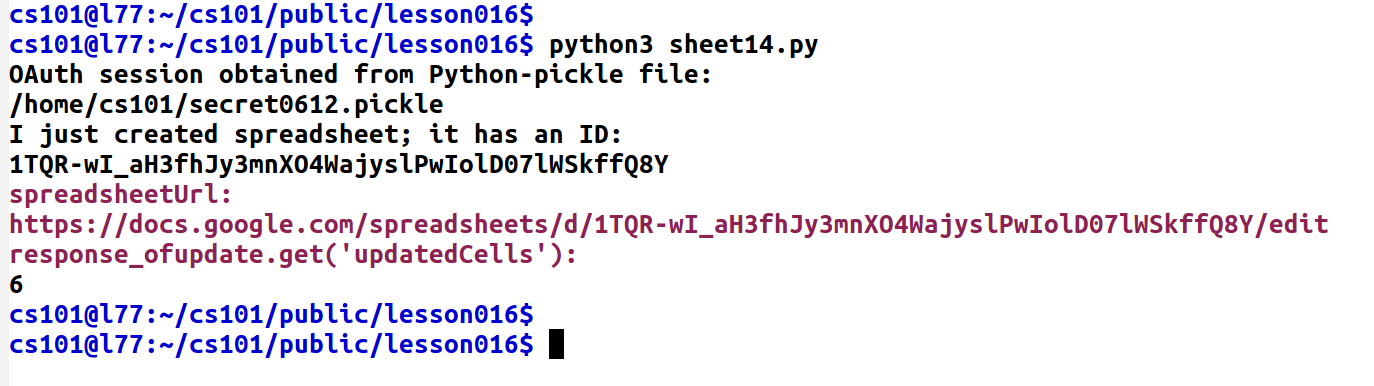 cs101@l77:~/cs101/public/lesson016$
cs101@l77:~/cs101/public/lesson016$ python3 sheet14.py
OAuth session obtained from Python-pickle file:
/home/cs101/secret0612.pickle
I just created spreadsheet; it has an ID:
1TQR-wI_aH3fhJy3mnXO4WajyslPwIolD07lWSkffQ8Y
spreadsheetUrl:
https://docs.google.com/spreadsheets/d/1TQR-wI_aH3fhJy3mnXO4WajyslPwIolD07lWSkffQ8Y/edit
response_ofupdate.get('updatedCells'):
6
cs101@l77:~/cs101/public/lesson016$
cs101@l77:~/cs101/public/lesson016$